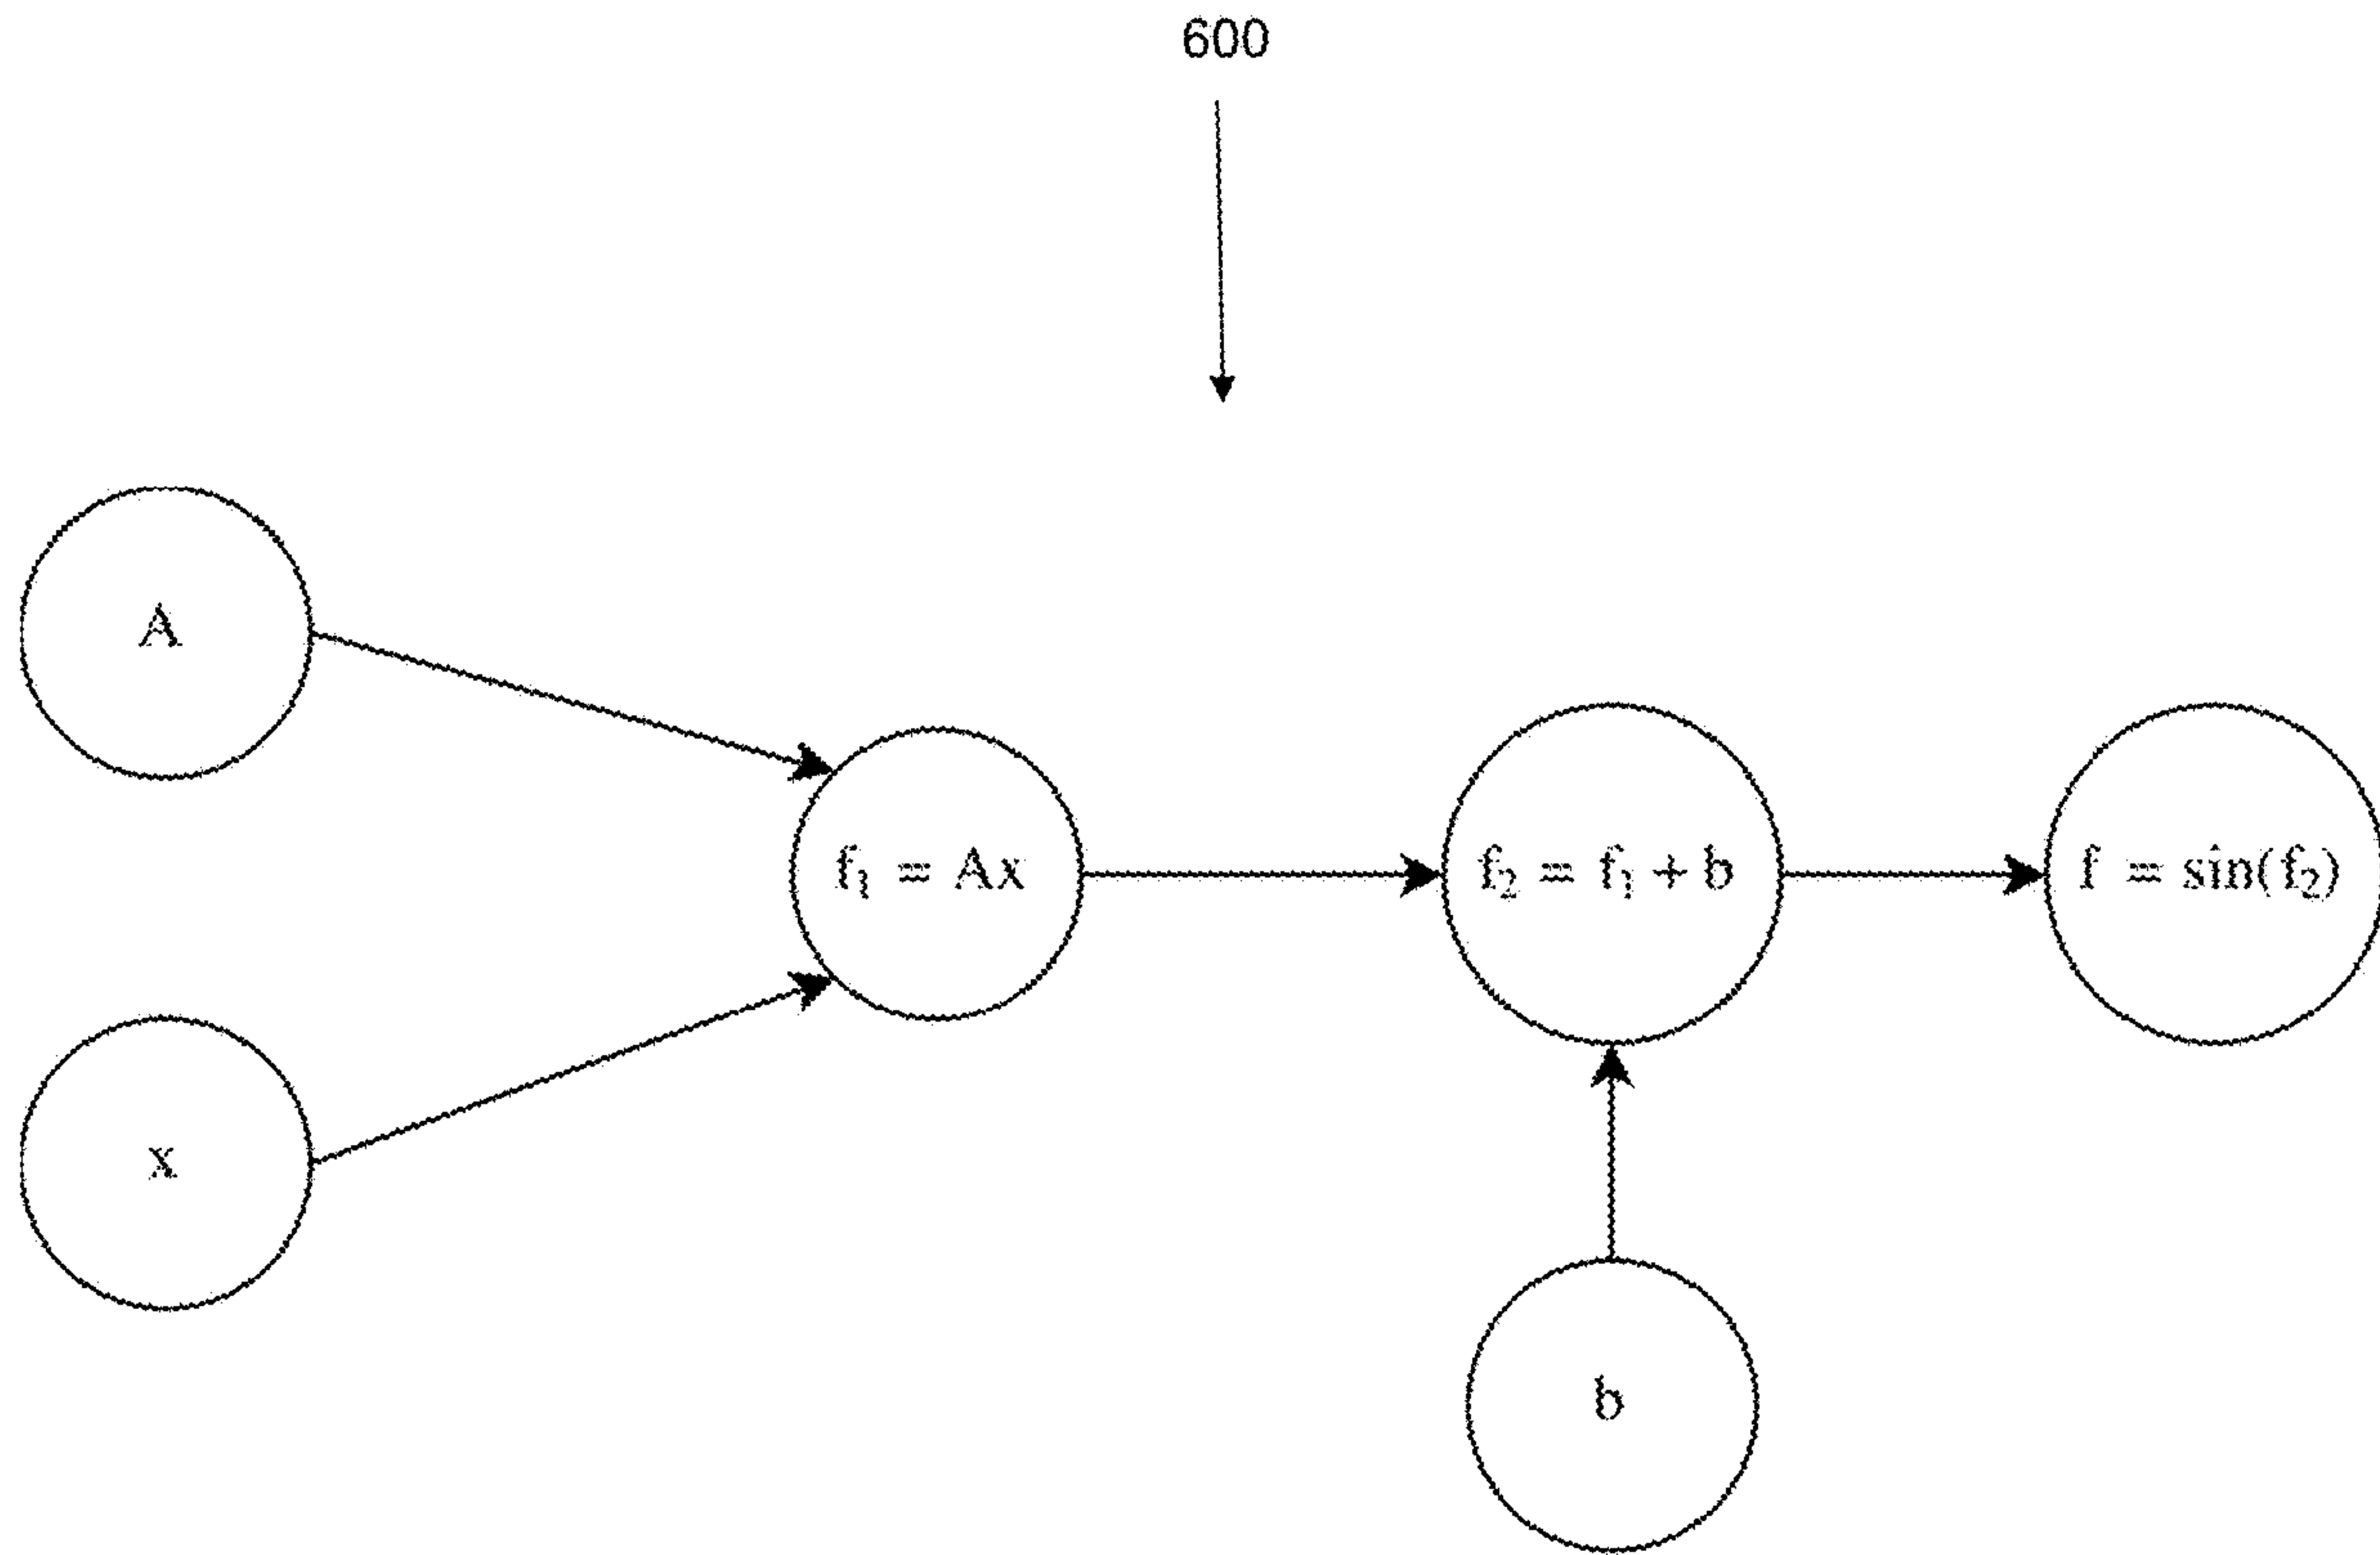 600
A
f₁ = Ax
f₂ = f₁ + b
f = sin(f₂)
x
b